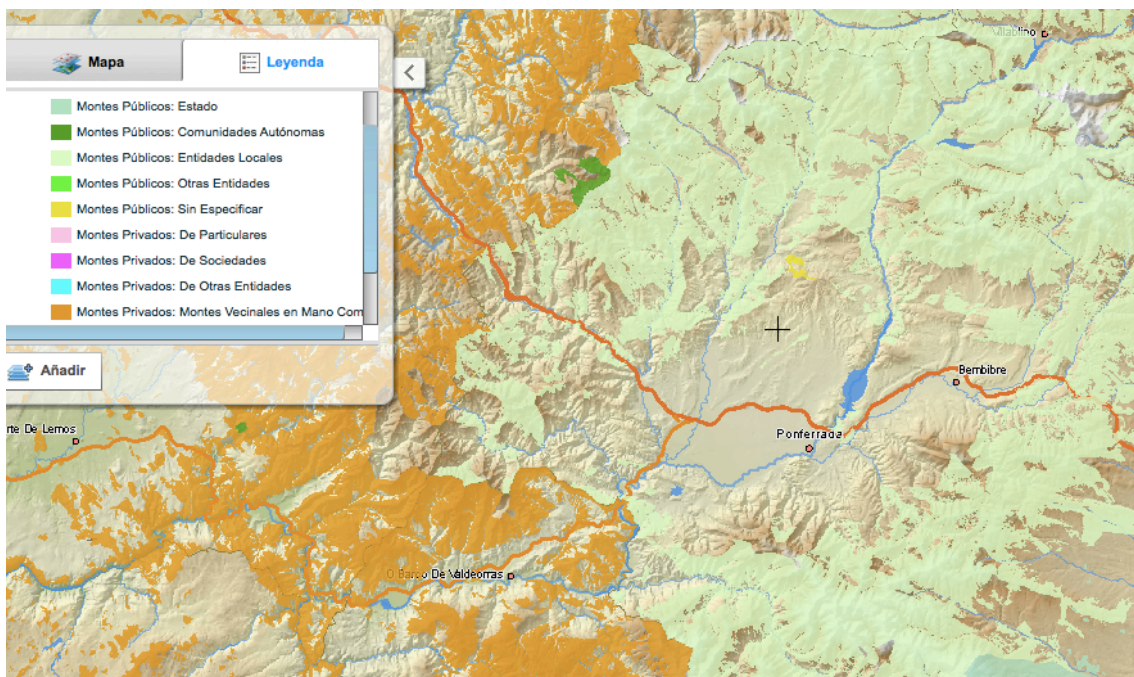 Villablino
Mapa
Leyenda
Montes Públicos: Estado
Montes Públicos: Comunidades Autónomas
Montes Públicos: Entidades Locales
Montes Públicos: Otras Entidades
Montes Públicos: Sin Especificar
Montes Privados: De Particulares
Montes Privados: De Sociedades
Montes Privados: De Otras Entidades
Montes Privados: Montes Vecinales en Mano Com
Añadir
Bembibre
rte De Lemos
Ponferrada
O Barco De Valdeorras